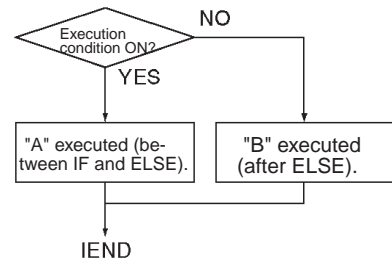 Execution
condition ON?
NO
YES
"A" executed (be-
tween IF and ELSE).
"B" executed
(after ELSE).
IEND